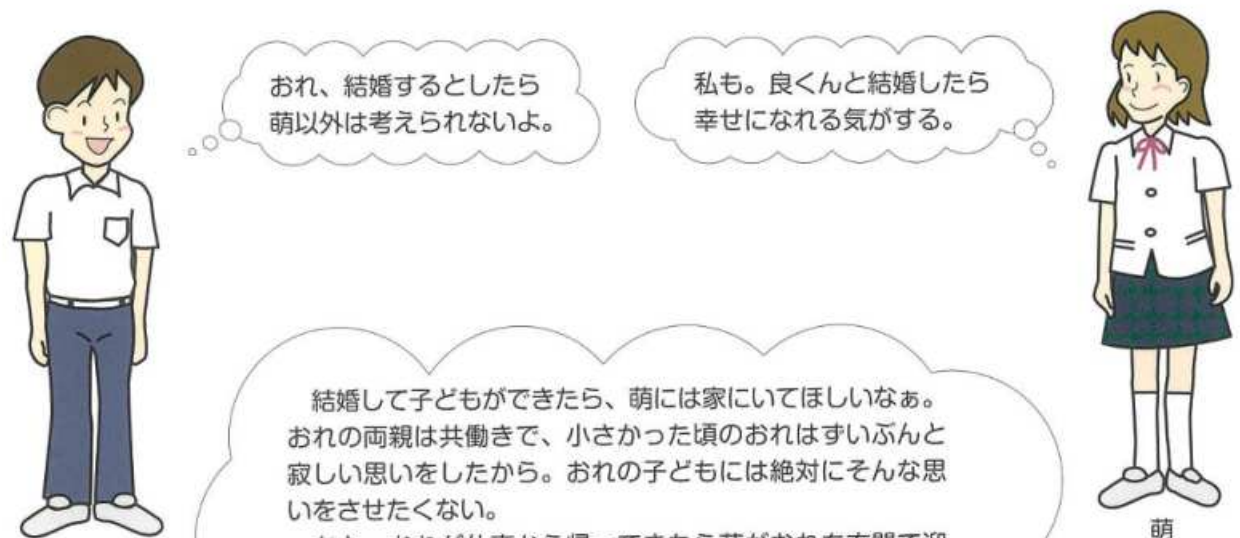 おれ、結婚するとしたら
萌以外は考えられないよ。
私も。良くんと結婚したら
幸せになれる気がする。
結婚して子どもができたら、萌には家にいてほしいなぁ。
おれの両親は共働きで、小さかった頃のおれはずいぶんと
寂しい思いをしたから。おれの子どもには絶対にそんな思
いをさせたくない。
萌